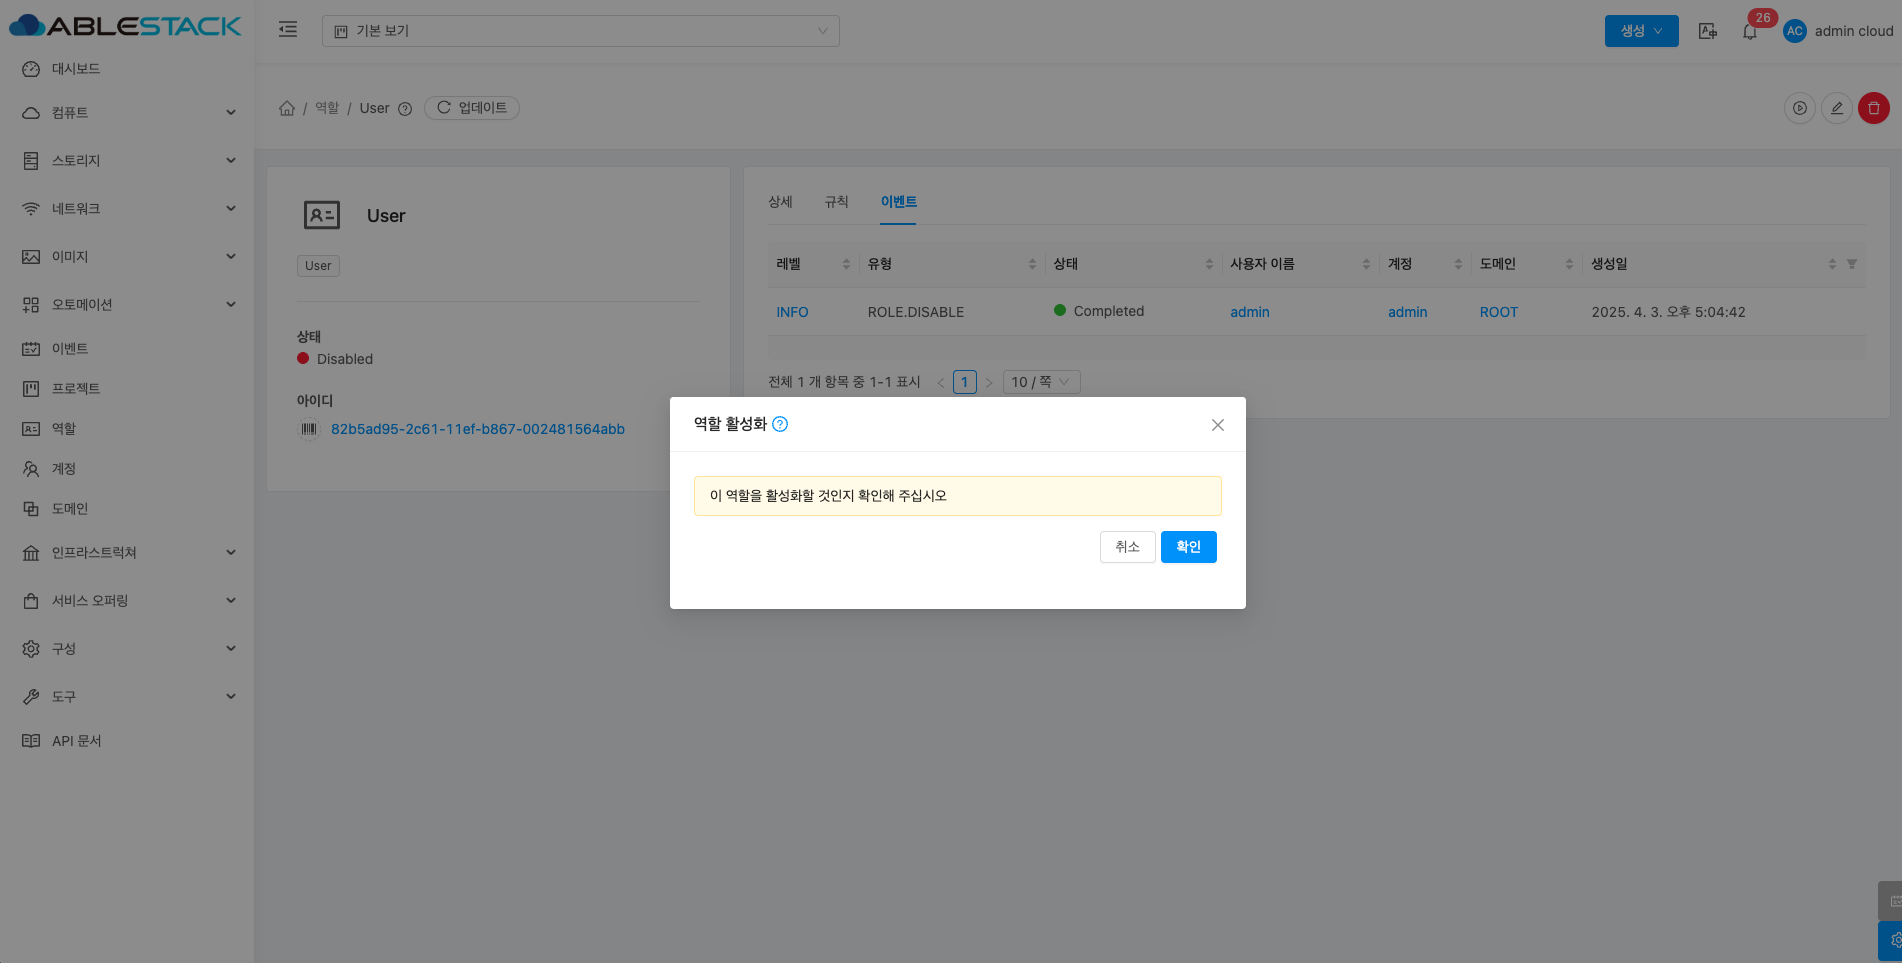 ABLESTACK
기본 보기
생성
26
AC
admin cloud
대시보드
컴퓨트
스토리지
네트워크
이미지
오토메이션
이벤트
프로젝트
역할
계정
도메인
인프라스트럭쳐
서비스 오퍼링
구성
도구
API 문서
/ 역할 / User
업데이트
User
User
상태
Disabled
아이디
82b5ad95-2c61-11ef-b867-002481564abb
상세 규칙 이벤트
레벨 유형 상태 사용자 이름 계정 도메인 생성일
INFO ROLE.DISABLE Completed admin admin ROOT 2025. 4. 3. 오후 5:04:42
전체 1 개 항목 중 1-1 표시 < 1 > 10 / 쪽
역할 활성화
이 역할을 활성화할 것인지 확인해 주십시오
취소 확인